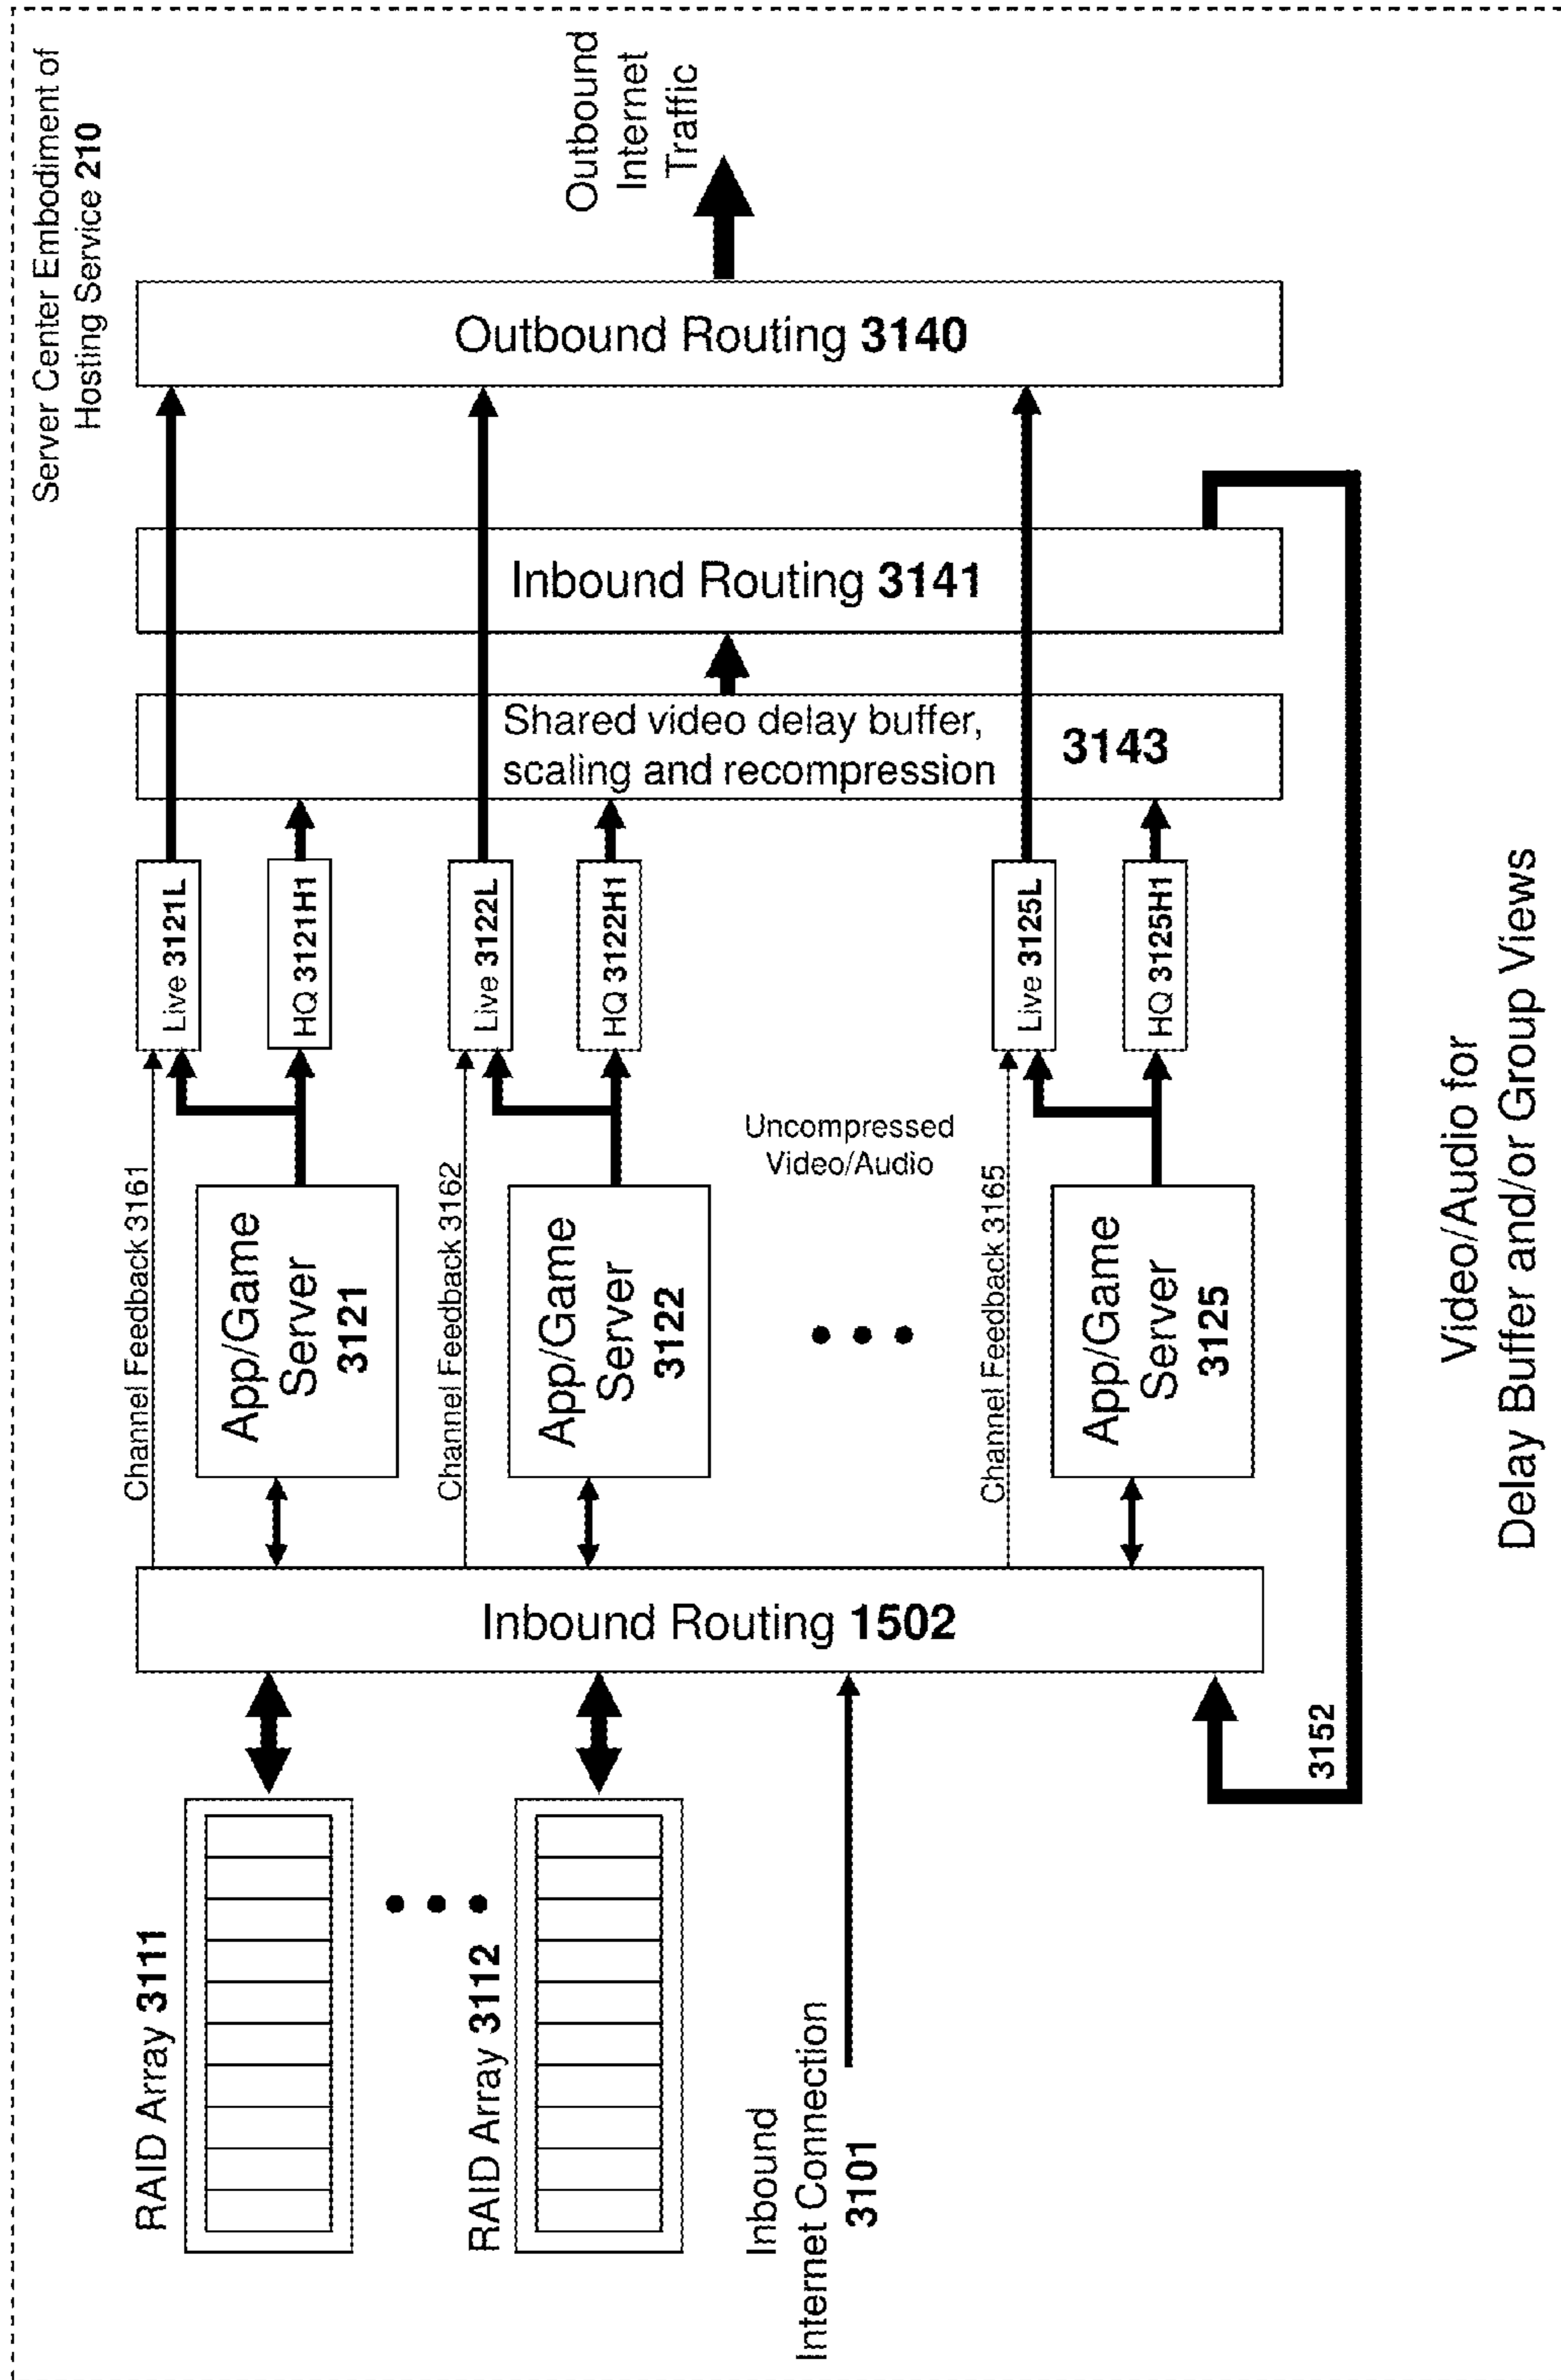 Server Center Embodiment of
Hosting Service 210
RAID Array 3111
RAID Array 3112
Inbound
Internet Connection
3101
Inbound Routing 1502
3152
Channel Feedback 3161
App/Game
Server
3121
Live 3121L
HQ 3121H1
Channel Feedback 3162
App/Game
Server
3122
Live 3122L
HQ 3122H1
Uncompressed
Video/Audio
Channel Feedback 3165
App/Game
Server
3125
Live 3125L
HQ 3125H1
Shared video delay buffer,
scaling and recompression
3143
Inbound Routing 3141
Outbound Routing 3140
Outbound
Internet
Traffic
Video/Audio for
Delay Buffer and/or Group Views